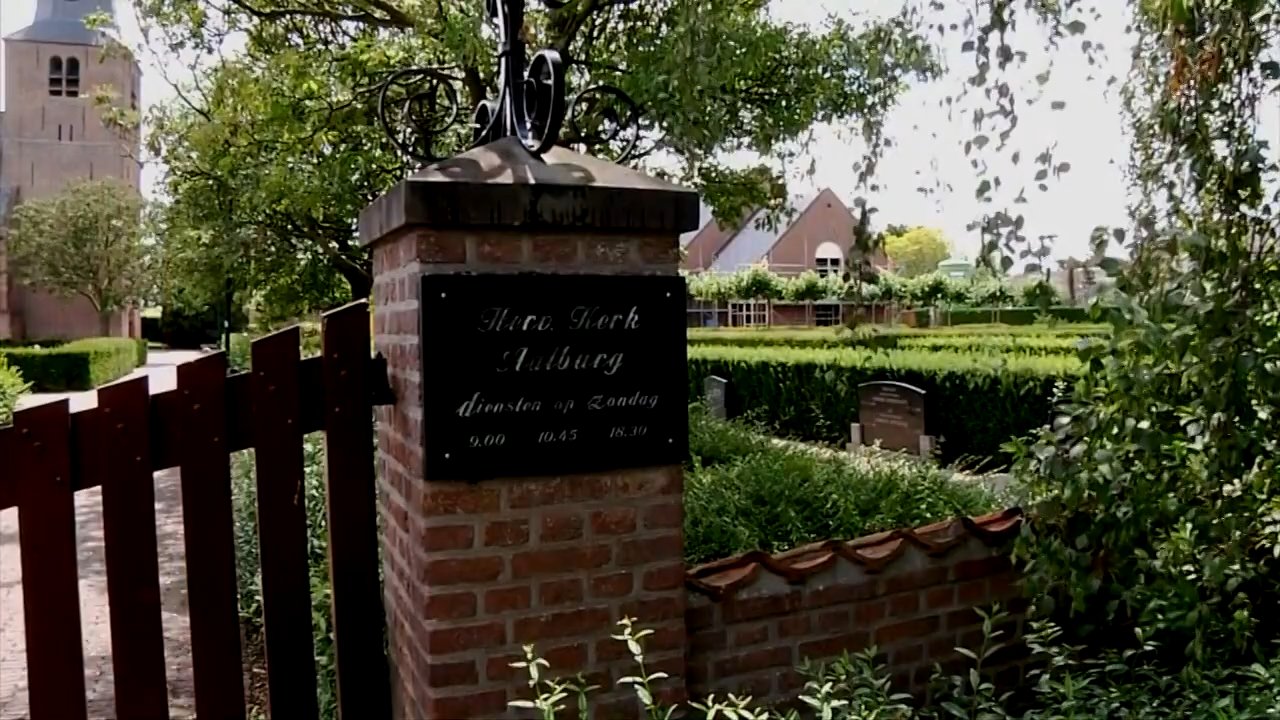 Herv. Kerk
Aalburg
diensten op Zondag
9.00 10.45 18.30